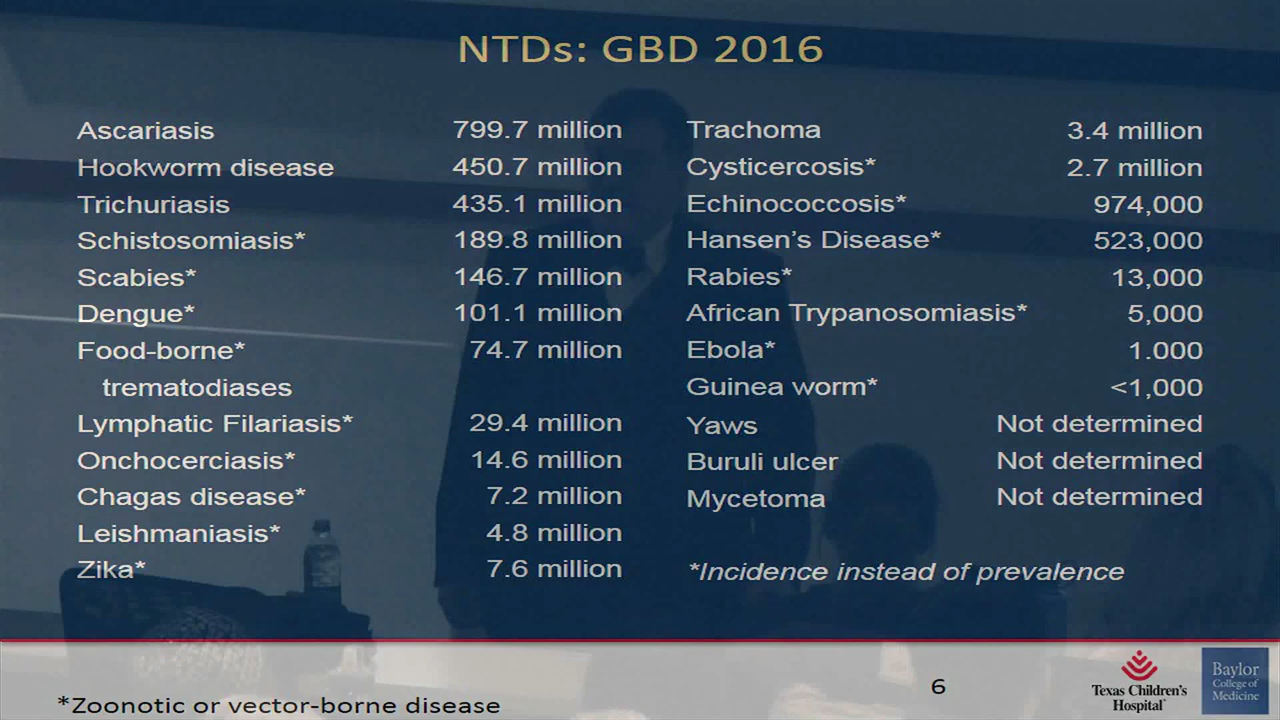 NTDs: GBD 2016
Ascariasis 799.7 million
Hookworm disease 450.7 million
Trichuriasis 435.1 million
Schistosomiasis* 189.8 million
Scabies* 146.7 million
Dengue* 101.1 million
Food-borne* 74.7 million
trematodiases
Lymphatic Filariasis* 29.4 million
Onchocerciasis* 14.6 million
Chagas disease* 7.2 million
Leishmaniasis* 4.8 million
Zika* 7.6 million
Trachoma 3.4 million
Cysticercosis* 2.7 million
Echinococcosis* 974,000
Hansen's Disease* 523,000
Rabies* 13,000
African Trypanosomiasis* 5,000
Ebola* 1.000
Guinea worm* <1,000
Yaws Not determined
Buruli ulcer Not determined
Mycetoma Not determined
*Incidence instead of prevalence
*Zoonotic or vector-borne disease
6
Texas Children's
Hospital
Baylor
College of
Medicine